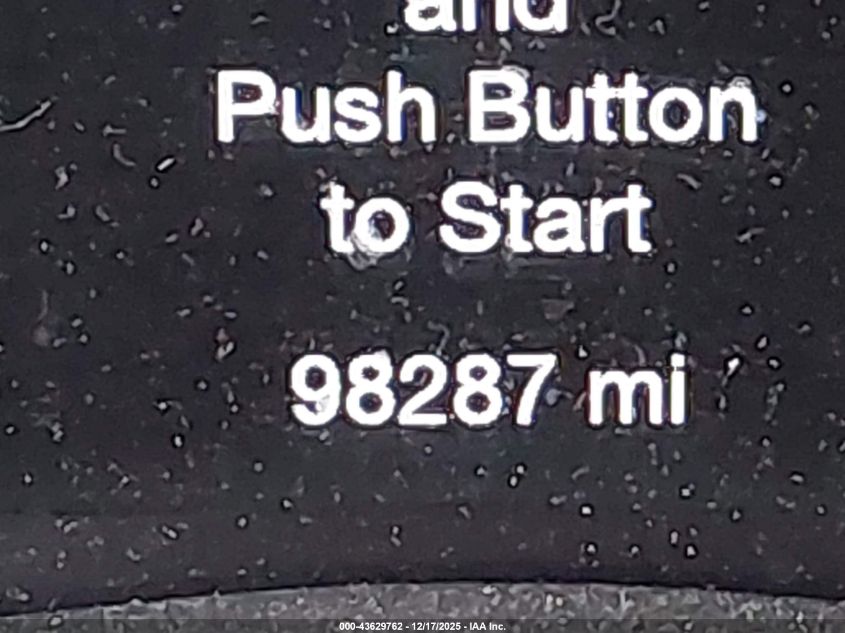 and
Push Button
to Start
98287 mi
000-43629762 - 12/17/2025 - IAA Inc.